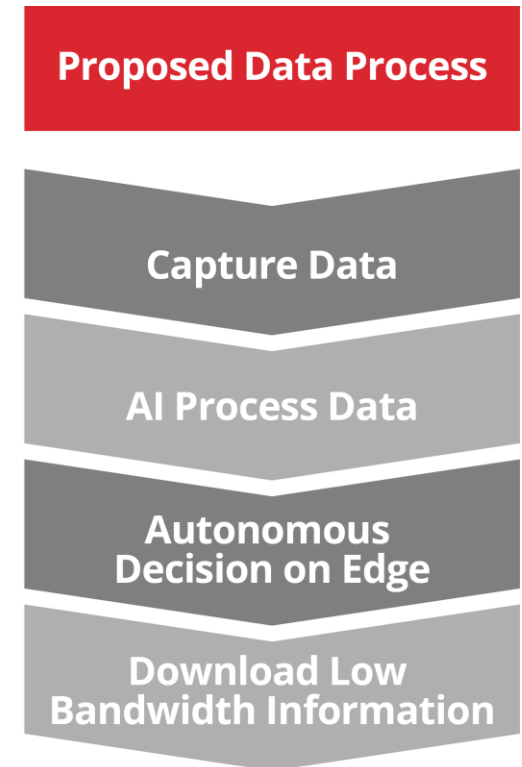 Proposed Data Process
Capture Data
AI Process Data
Autonomous
Decision on Edge
Download Low
Bandwidth Information